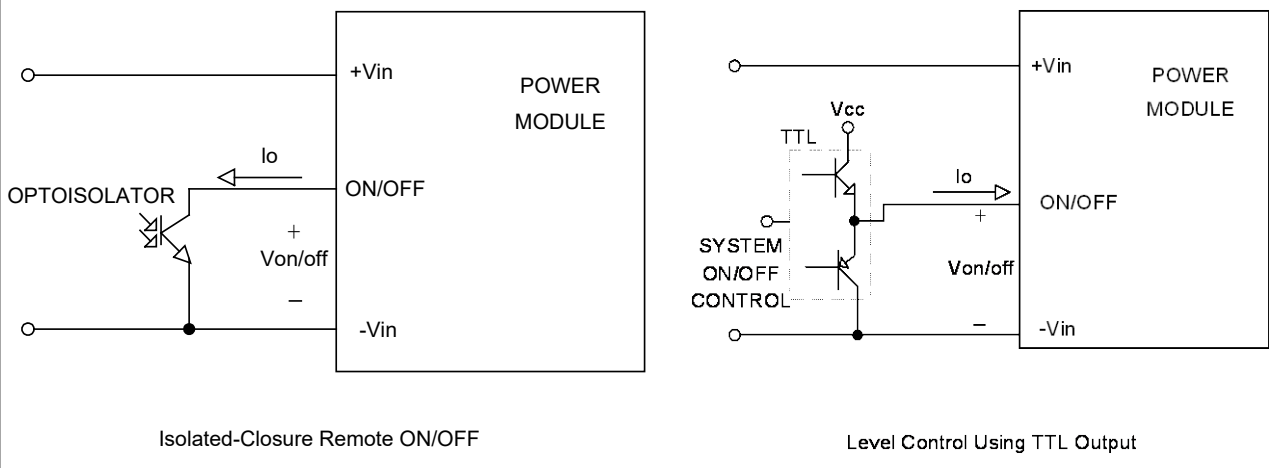 +Vin
POWER
MODULE
Io
ON/OFF
OPTOISOLATOR
+
Von/off
−
-Vin
Isolated-Closure Remote ON/OFF
+Vin
POWER
MODULE
Vcc
TTL
Io
ON/OFF
+
SYSTEM
ON/OFF
CONTROL
Von/off
−
-Vin
Level Control Using TTL Output